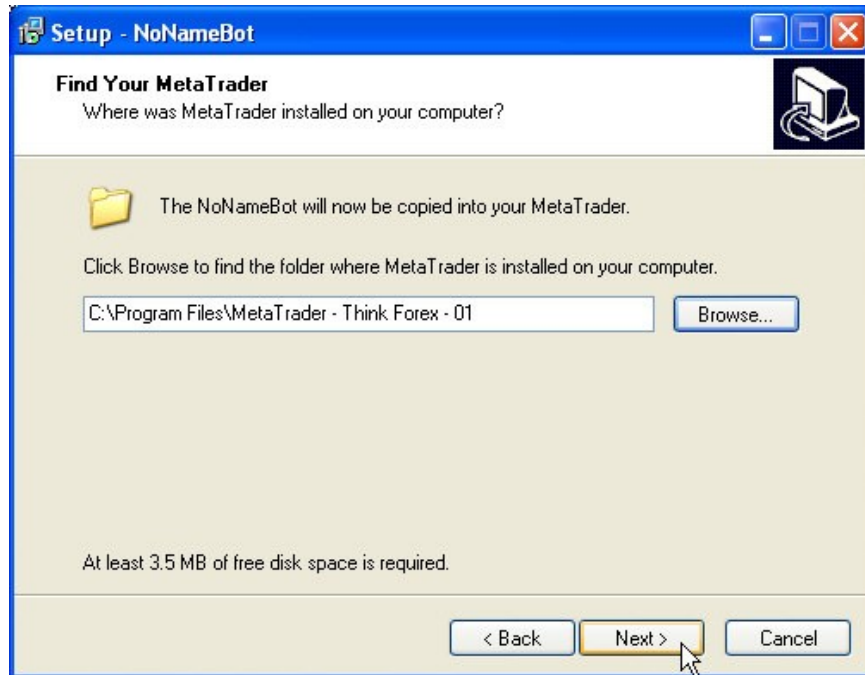 Setup - NoNameBot
Find Your MetaTrader
Where was MetaTrader installed on your computer?
The NoNameBot will now be copied into your MetaTrader.
Click Browse to find the folder where MetaTrader is installed on your computer.
C:\Program Files\MetaTrader - Think Forex - 01
Browse...
At least 3.5 MB of free disk space is required.
< Back
Next >
Cancel